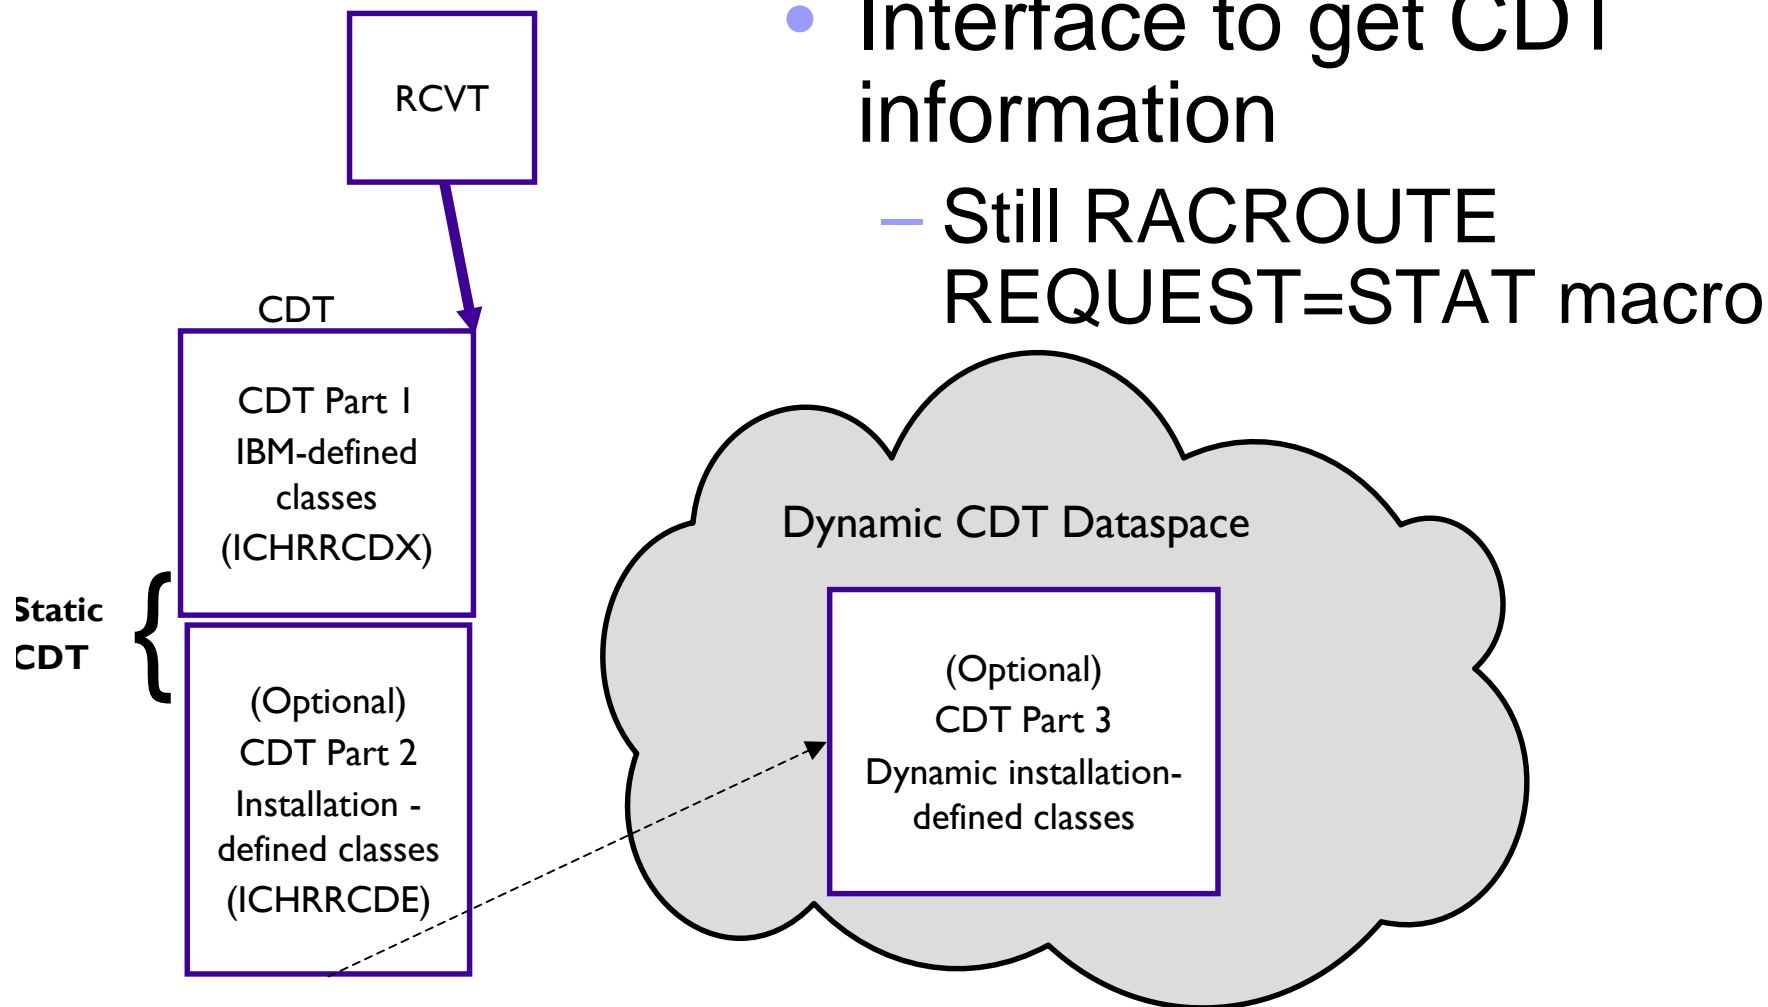 • Interface to get CDT
information
– Still RACROUTE
REQUEST=STAT macro
RCVT
CDT
CDT Part 1
IBM-defined
classes
(ICHRRCDX)
Static
CDT
{
(Optional)
CDT Part 2
Installation -
defined classes
(ICHRRCDE)
Dynamic CDT Dataspace
(Optional)
CDT Part 3
Dynamic installation-
defined classes